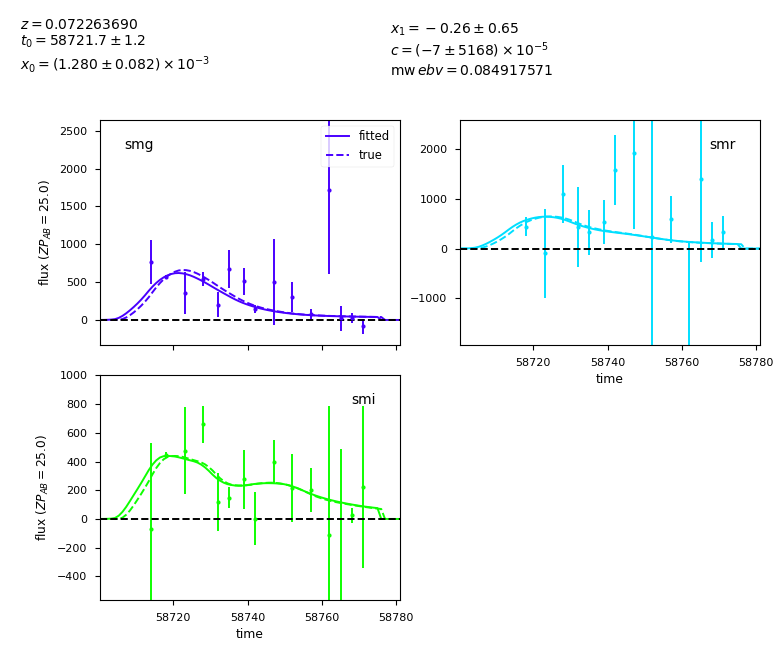 z = 0.072263690
t₀ = 58721.7 ± 1.2
x₀ = (1.280 ± 0.082) × 10⁻³
x₁ = −0.26 ± 0.65
c = (−7 ± 5168) × 10⁻⁵
mw ebv = 0.084917571
smg
fitted
true
2500
2000
1500
1000
500
0
flux (ZP_AB = 25.0)
smr
2000
1000
0
−1000
58720
58740
58760
58780
time
smi
1000
800
600
400
200
0
−200
−400
flux (ZP_AB = 25.0)
58720
58740
58760
58780
time